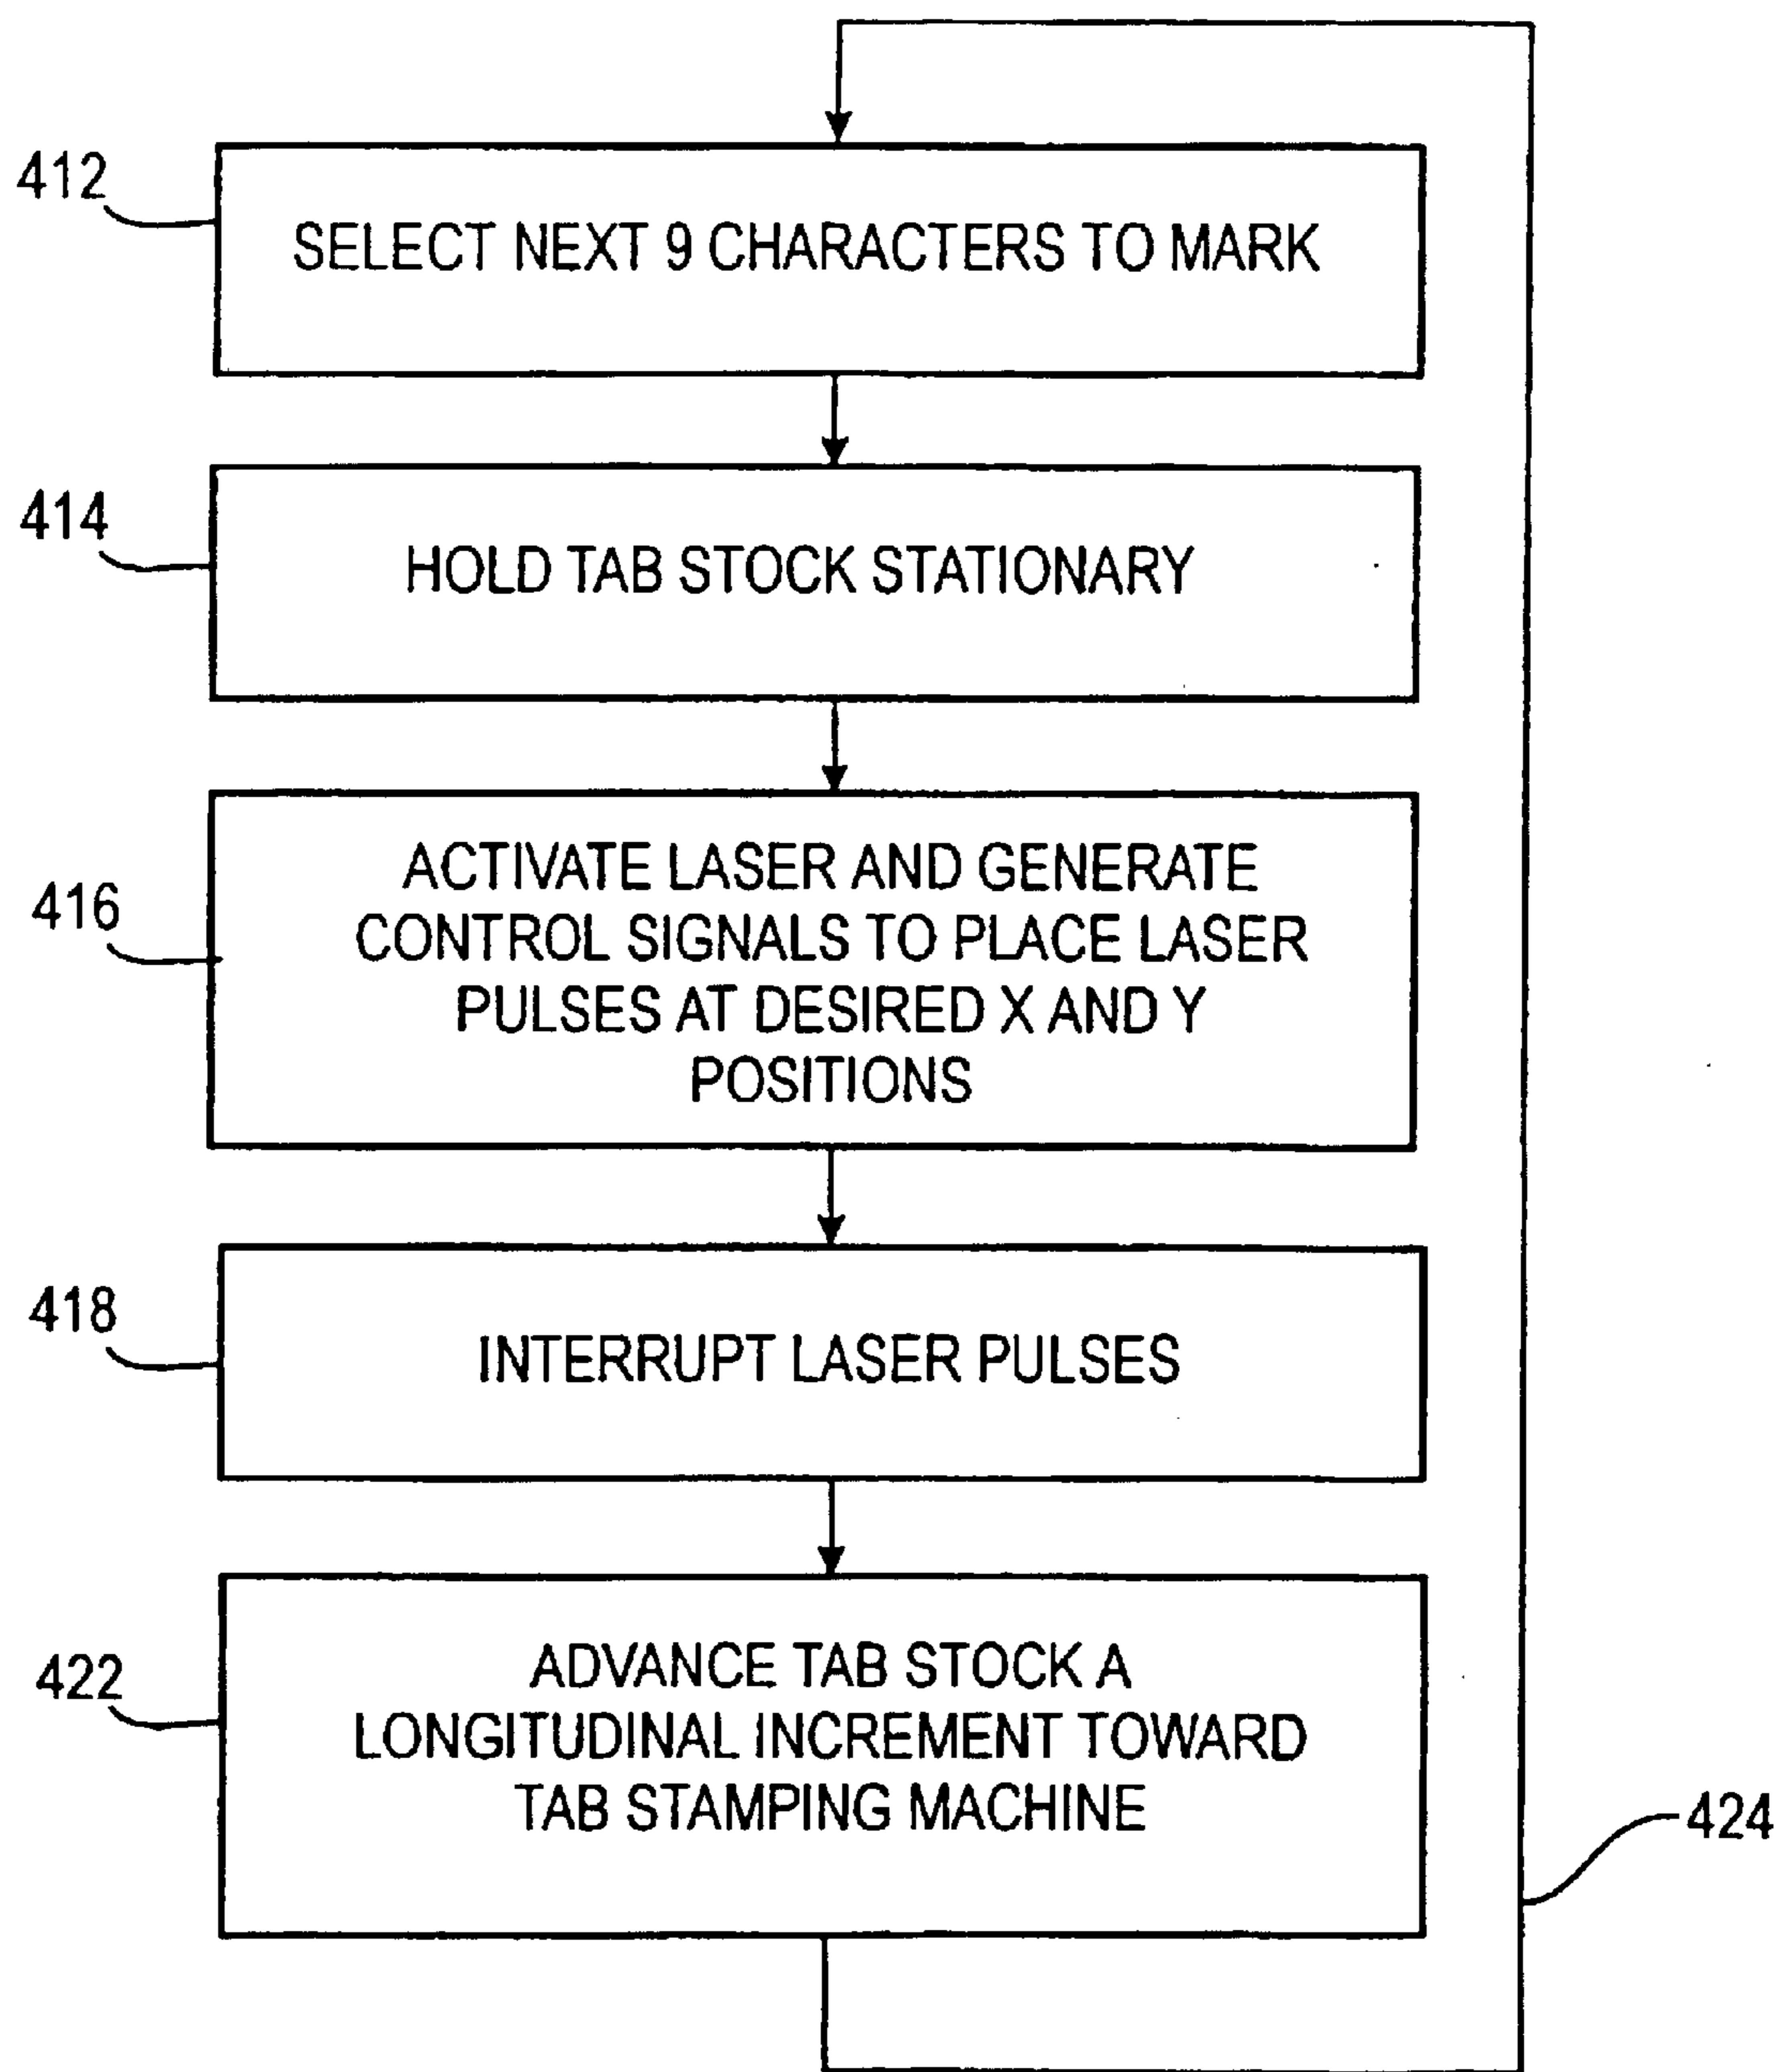 412
SELECT NEXT 9 CHARACTERS TO MARK
414
HOLD TAB STOCK STATIONARY
416
ACTIVATE LASER AND GENERATE
CONTROL SIGNALS TO PLACE LASER
PULSES AT DESIRED X AND Y
POSITIONS
418
INTERRUPT LASER PULSES
422
ADVANCE TAB STOCK A
LONGITUDINAL INCREMENT TOWARD
TAB STAMPING MACHINE
424